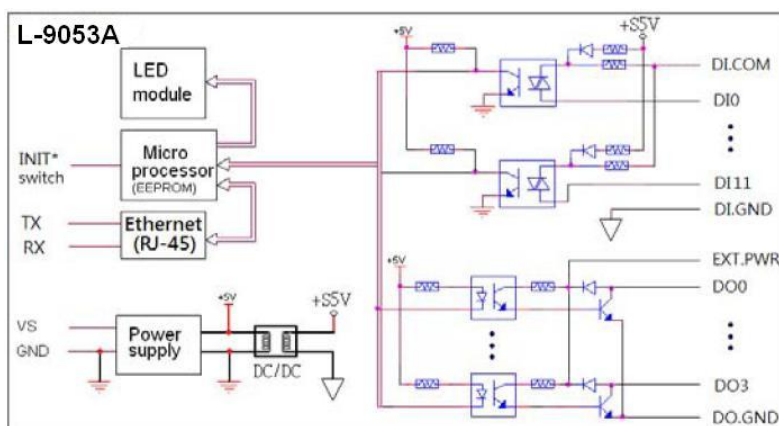 L-9053A
LED
module
INIT*
switch
Micro
processor
(EEPROM)
TX
RX
Ethernet
(RJ-45)
VS
GND
Power
supply
+5V
DC/DC
+S5V
+5V
+S5V
DI.COM
DI0
DI11
DI.GND
+5V
EXT.PWR
DO0
DO3
DO.GND